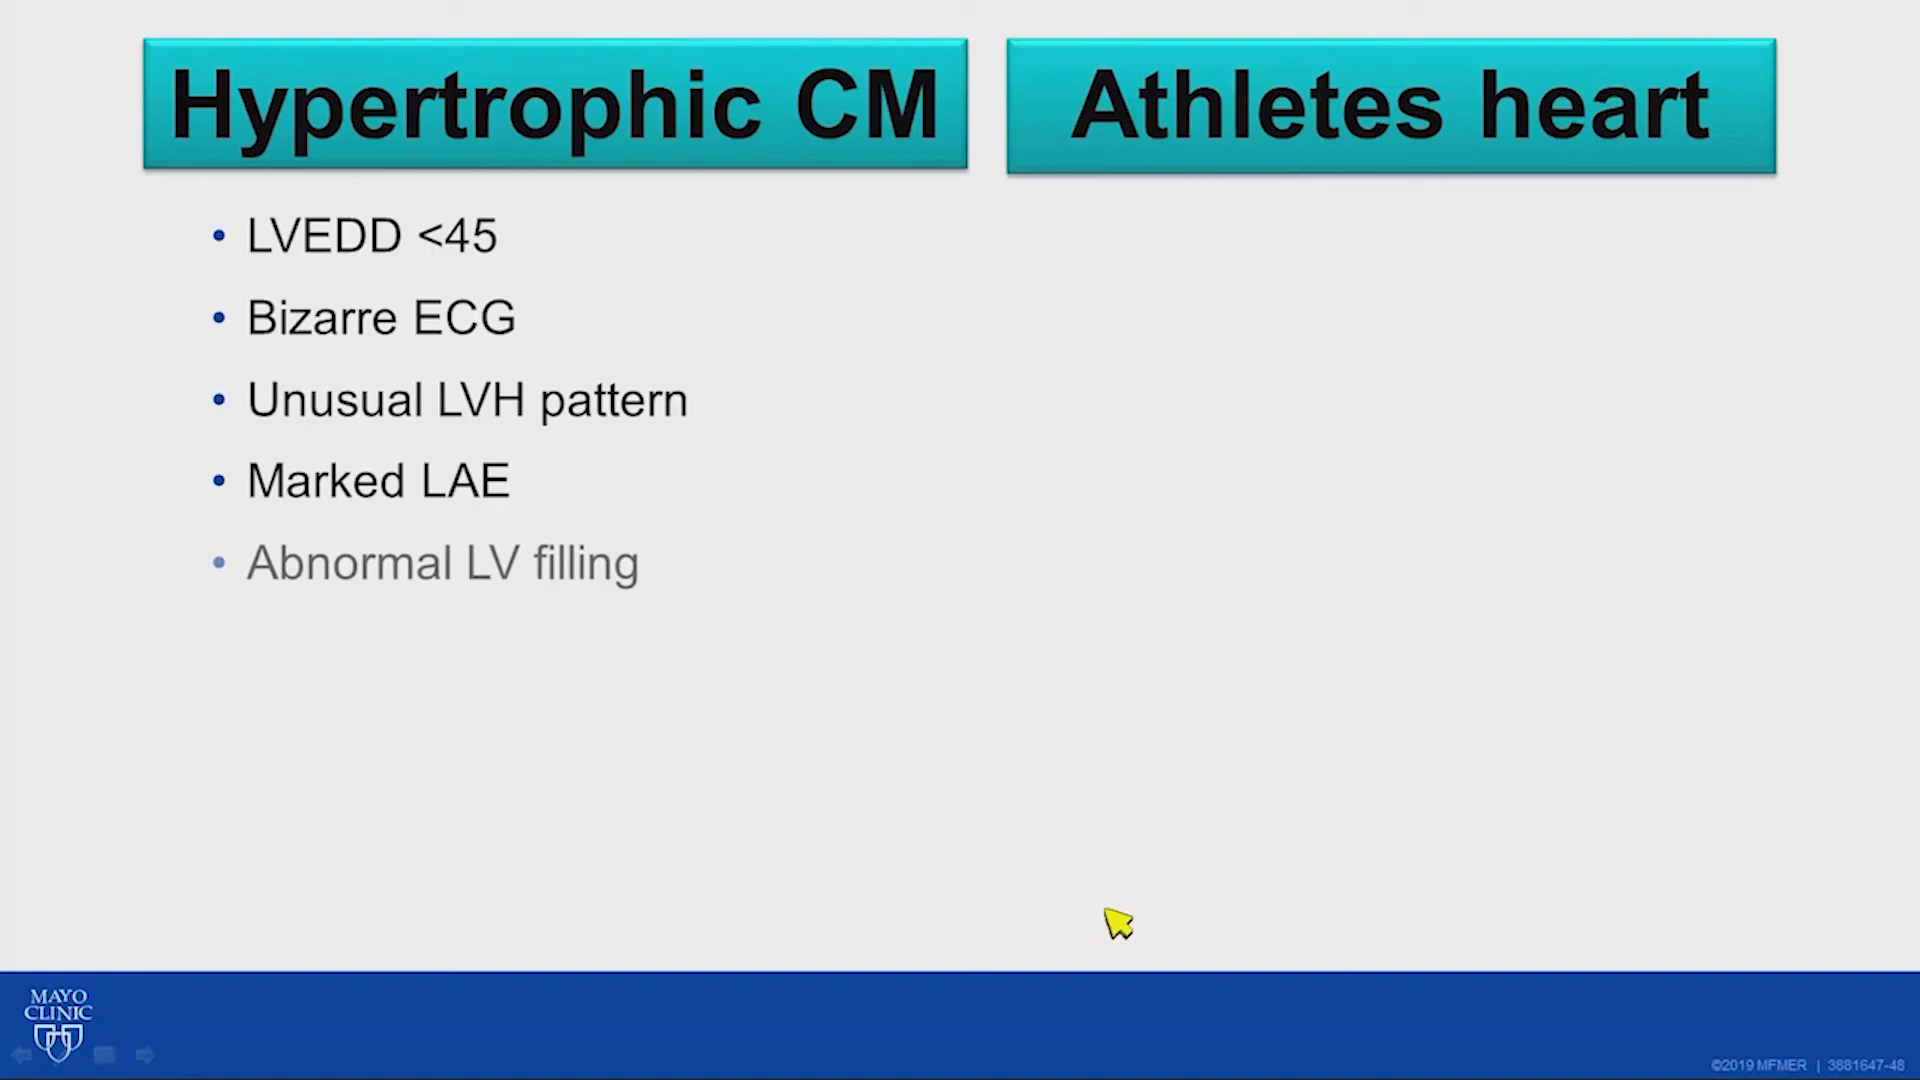 Hypertrophic CM
Athletes heart
• LVEDD <45
• Bizarre ECG
• Unusual LVH pattern
• Marked LAE
• Abnormal LV filling
MAYO
CLINIC
©2019 MFMER | 3881647-48